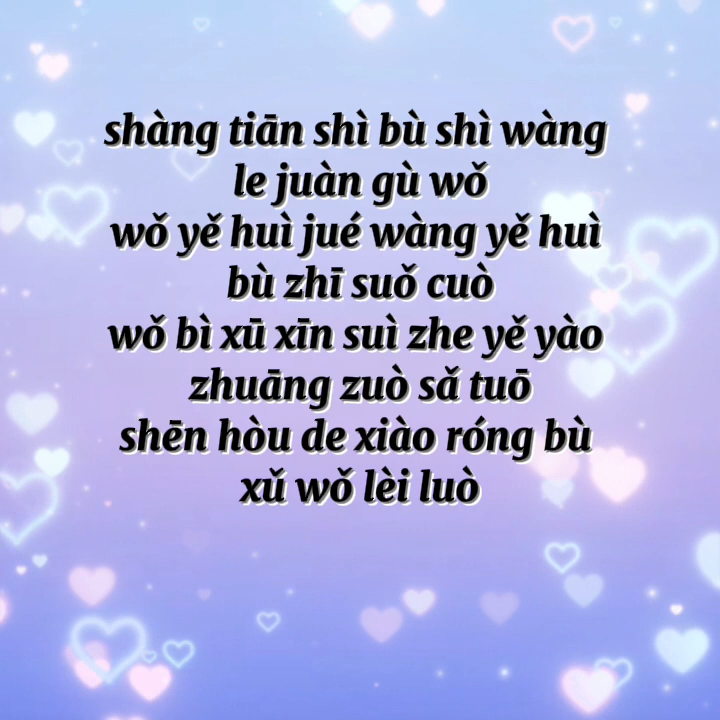 shàng tiān shì bù shì wàng
le juàn gù wǒ
wǒ yě huì jué wàng yě huì
bù zhī suǒ cuò
wǒ bì xū xīn suì zhe yě yào
zhuāng zuò sǎ tuō
shēn hòu de xiào róng bù
xǔ wǒ lèi luò